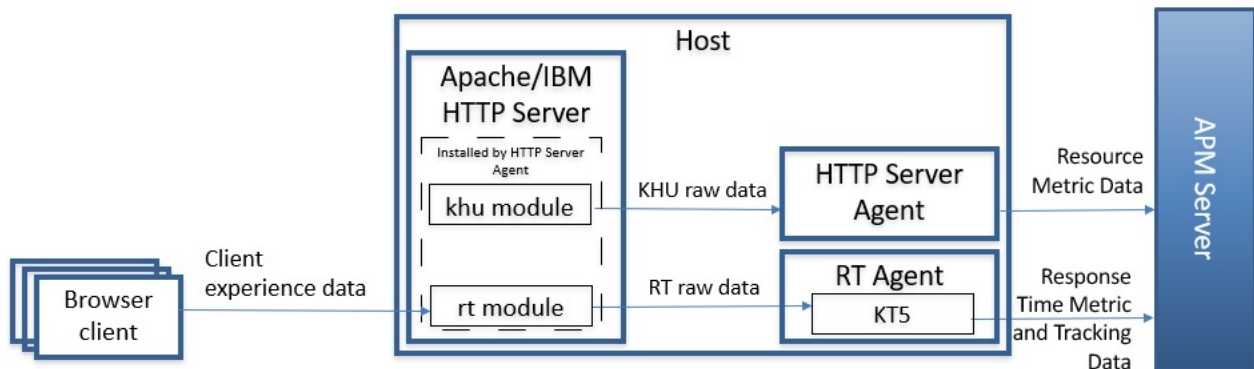 Host
Apache/IBM
HTTP Server
Installed by HTTP Server
Agent
khu module
KHU raw data
HTTP Server
Agent
Resource
Metric Data
APM Server
Client
experience data
Browser
client
rt module
RT raw data
RT Agent
KT5
Response
Time Metric
and Tracking
Data